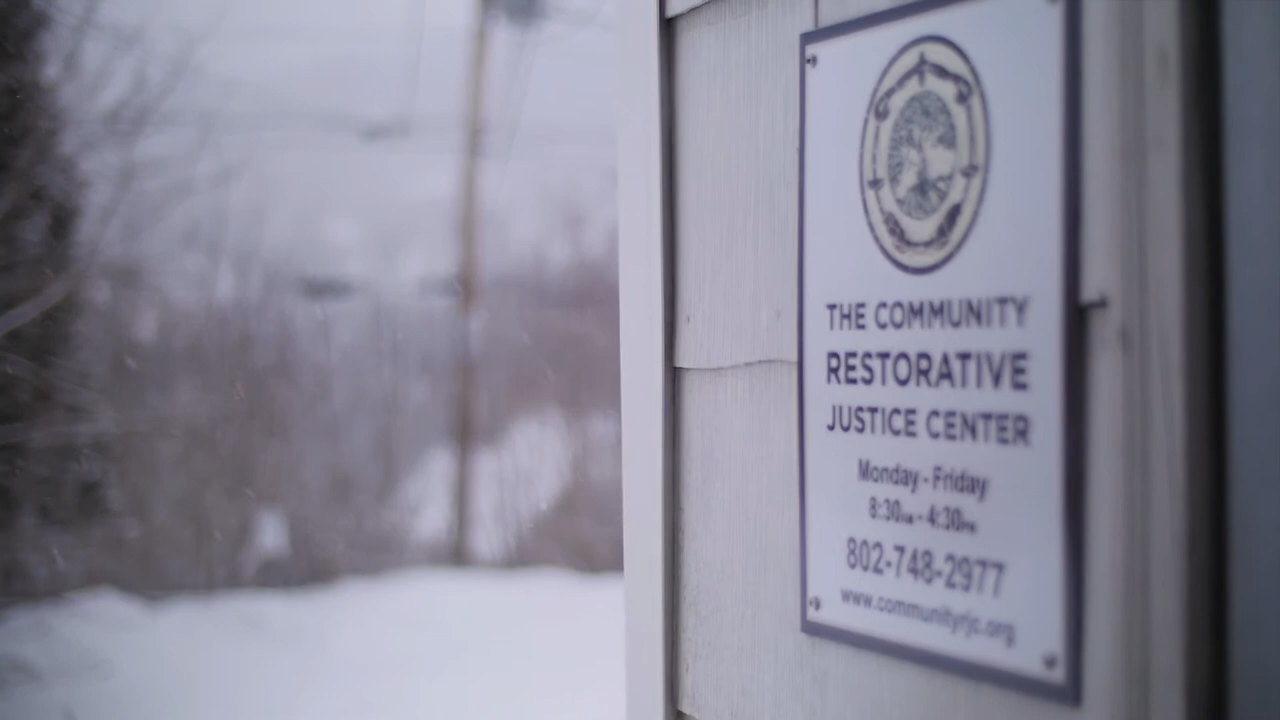 THE COMMUNITY
RESTORATIVE
JUSTICE CENTER
Monday - Friday
8:30AM - 4:30PM
802-748-2977
www.communityrjc.org